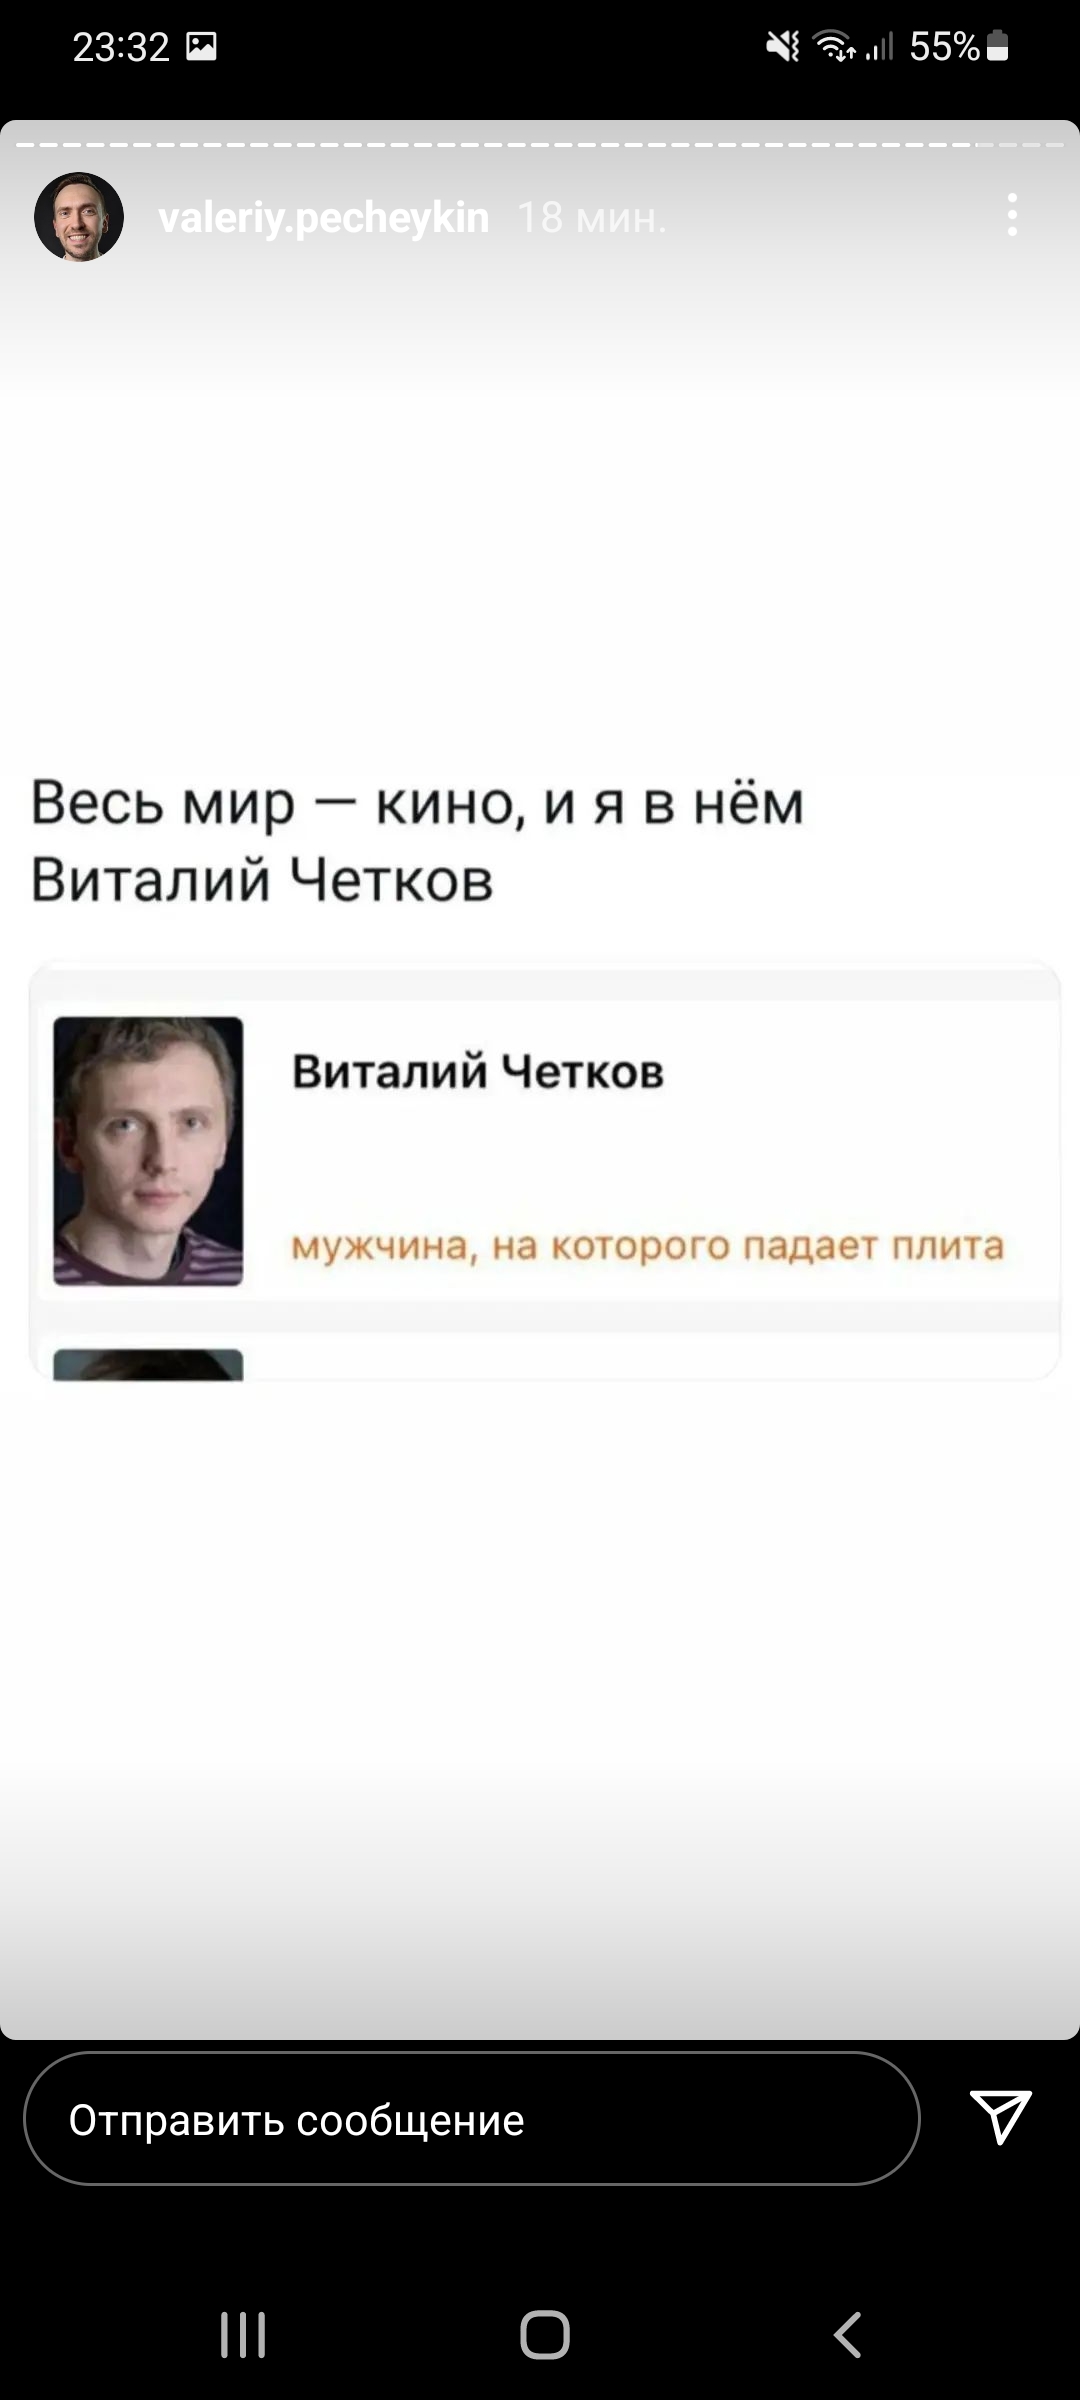 23:32
55%
valeriy.pecheykin 18 мин.
Весь мир — кино, и я в нём
Виталий Четков
Виталий Четков
мужчина, на которого падает плита
Отправить сообщение